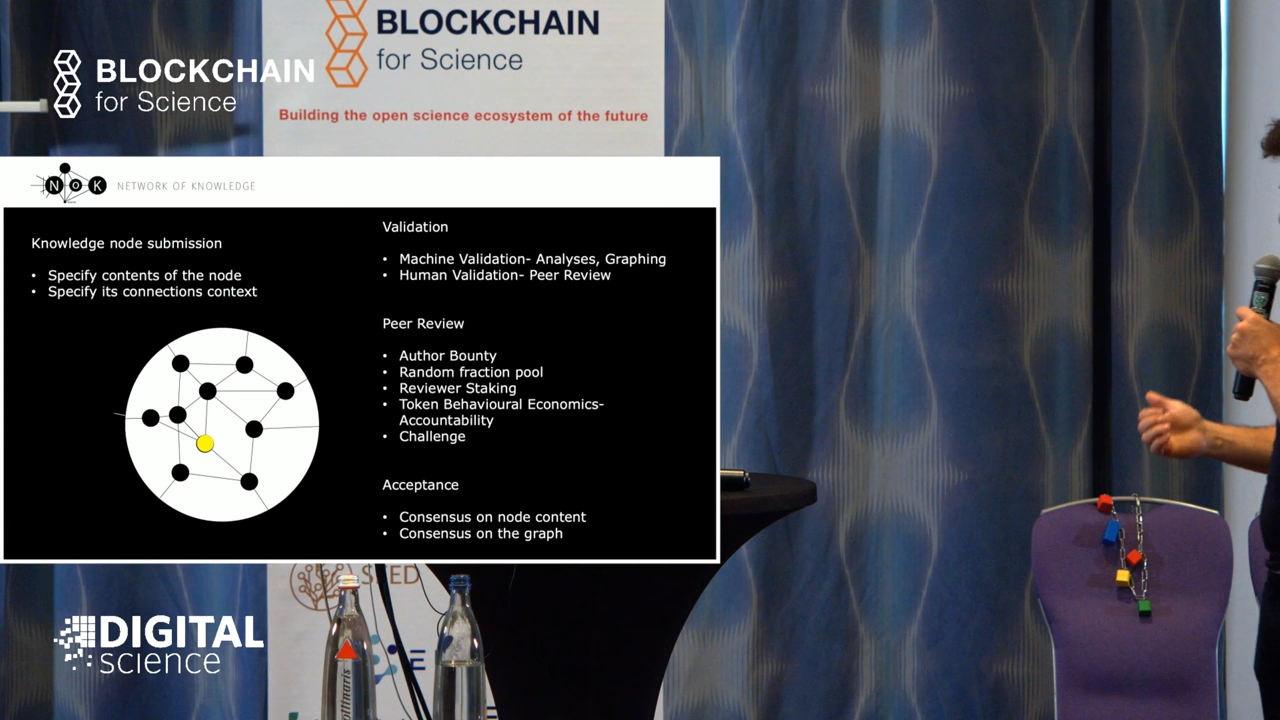 BLOCKCHAIN
for Science
Building the open science ecosystem of the future
BLOCKCHAIN
for Science
NOK NETWORK OF KNOWLEDGE
Knowledge node submission
• Specify contents of the node
• Specify its connections context
Validation
• Machine Validation- Analyses, Graphing
• Human Validation- Peer Review
Peer Review
• Author Bounty
• Random fraction pool
• Reviewer Staking
• Token Behavioural Economics-
Accountability
• Challenge
Acceptance
• Consensus on node content
• Consensus on the graph
DIGITAL
science